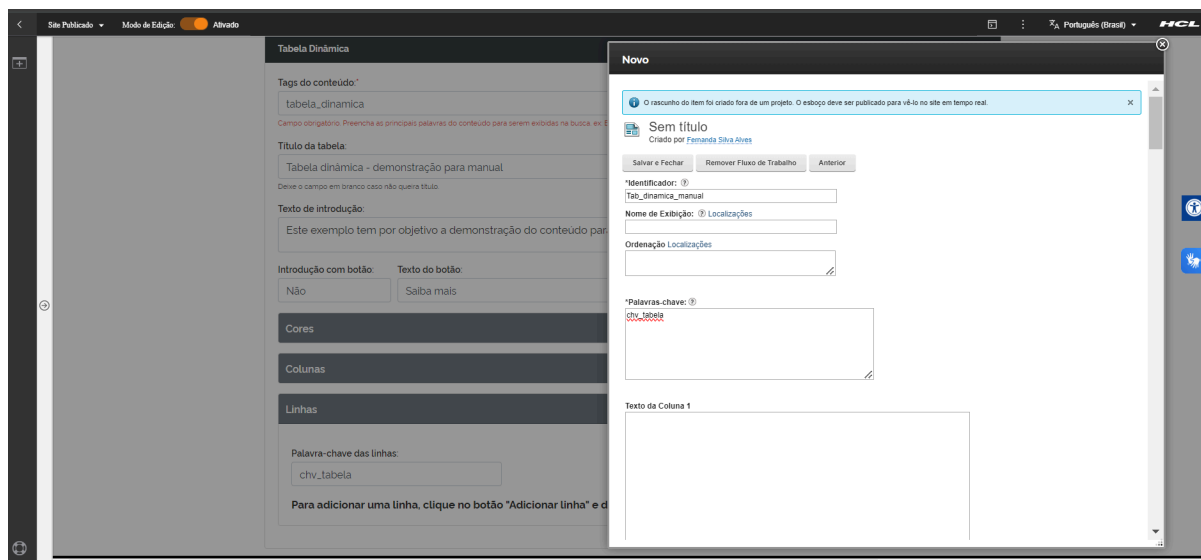 Site Publicado
Modo de Edição:
Ativado
Português (Brasil)
HCL
Tabela Dinâmica
Tags do conteúdo:*
tabela_dinamica
Campo obrigatório. Preencha as principais palavras do conteúdo para serem exibidas na busca. ex: E
Título da tabela:
Tabela dinâmica - demonstração para manual
Deixe o campo em branco caso não queira título.
Texto de introdução:
Este exemplo tem por objetivo a demonstração do conteúdo par
Introdução com botão: Texto do botão:
Não Saiba mais
Cores
Colunas
Linhas
Palavra-chave das linhas:
chv_tabela
Para adicionar uma linha, clique no botão "Adicionar linha" e d
Novo
O rascunho do item foi criado fora de um projeto. O esboço deve ser publicado para vê-lo no site em tempo real.
Sem título
Criado por Fernanda Silva Alves
Salvar e Fechar Remover Fluxo de Trabalho Anterior
*Identificador:
Tab_dinamica_manual
Nome de Exibição: Localizações
Ordenação Localizações
*Palavras-chave:
chv_tabela
Texto da Coluna 1